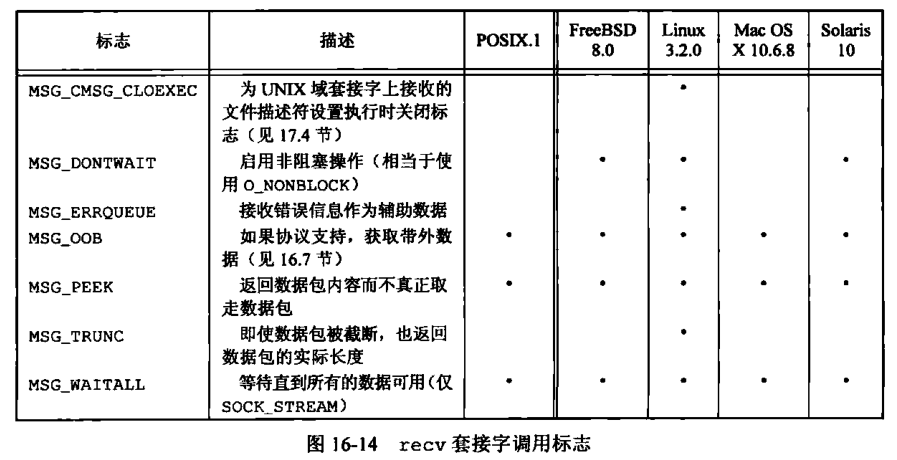 标志 描述 POSIX.1 FreeBSD 8.0 Linux 3.2.0 Mac OS X 10.6.8 Solaris 10
MSG_CMSG_CLOEXEC 为 UNIX 域套接字上接收的 •
文件描述符设置执行时关闭标
志（见 17.4 节）
MSG_DONTWAIT 启用非阻塞操作（相当于使 • • •
用 O_NONBLOCK）
MSG_ERRQUEUE 接收错误信息作为辅助数据 •
MSG_OOB 如果协议支持，获取带外数 • • • • •
据（见 16.7 节）
MSG_PEEK 返回数据包内容而不真正取 • • • • •
走数据包
MSG_TRUNC 即使数据包被截断，也返回 •
数据包的实际长度
MSG_WAITALL 等待直到所有的数据可用（仅 • • • • •
SOCK_STREAM）
图 16-14 recv 套接字调用标志